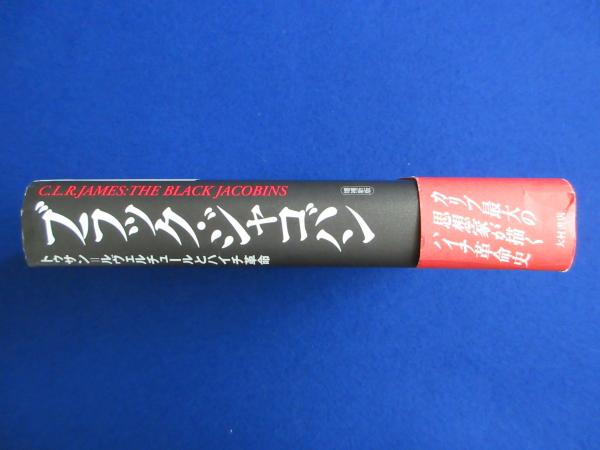 C.L.R.JAMES:THE BLACK JACOBINS
増補新版
ブラック・ジャコバン
トゥサン=ルヴェルチュールとハイチ革命
カリブ最大の
思想家が描く
ハイチ革命史
大村書店